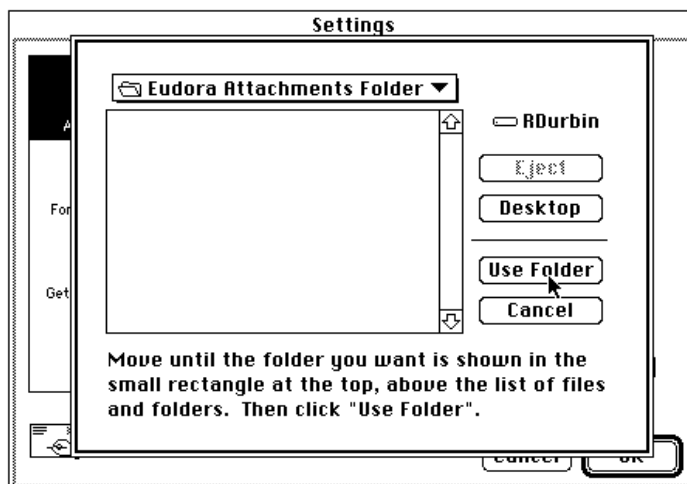 Settings
Eudora Attachments Folder
RDurbin
Eject
Desktop
For
Use Folder
Get
Cancel
Move until the folder you want is shown in the
small rectangle at the top, above the list of files
and folders. Then click "Use Folder".
Cancel
OK